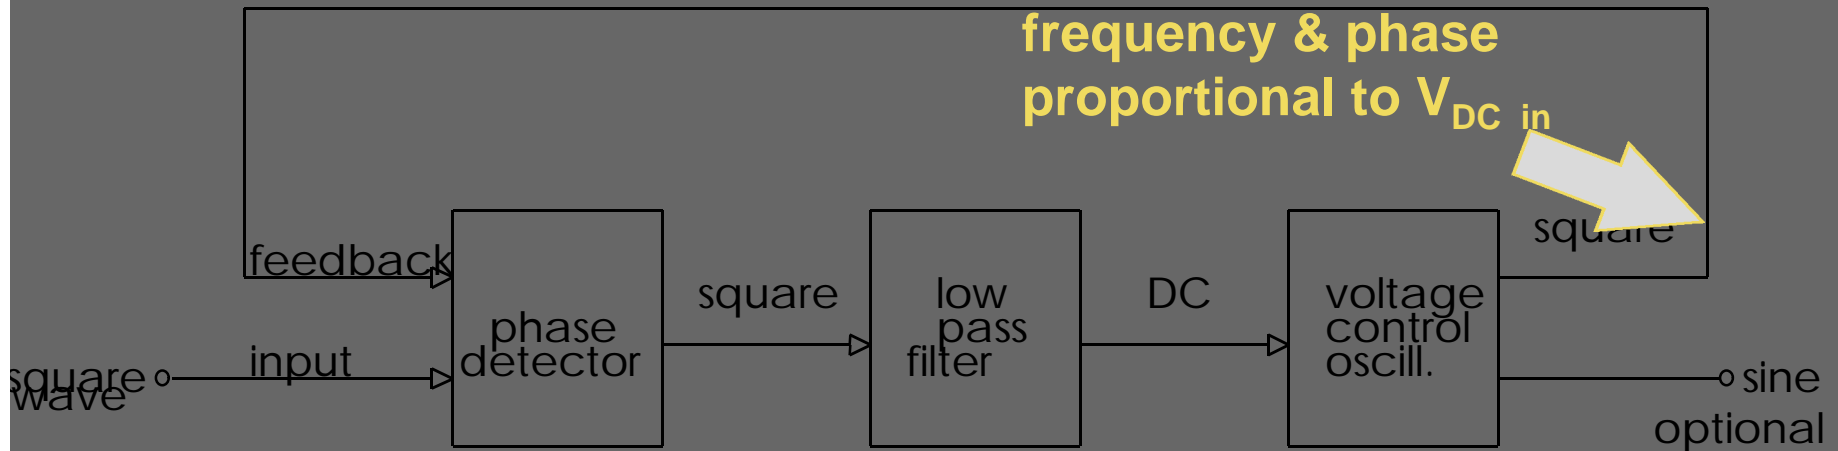 frequency & phase
proportional to V_DC in
square
feedback
square
low
pass
filter
DC
voltage
control
oscill.
phase
detector
input
square
wave
sine
optional